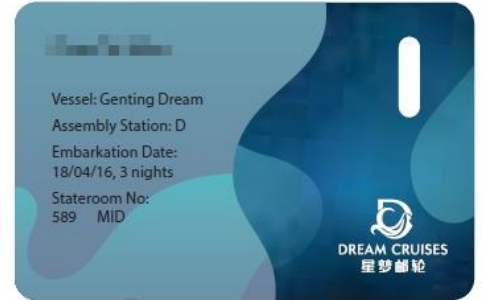 Vessel: Genting Dream
Assembly Station: D
Embarkation Date:
18/04/16, 3 nights
Stateroom No:
589 MID
DREAM CRUISES
星梦邮轮